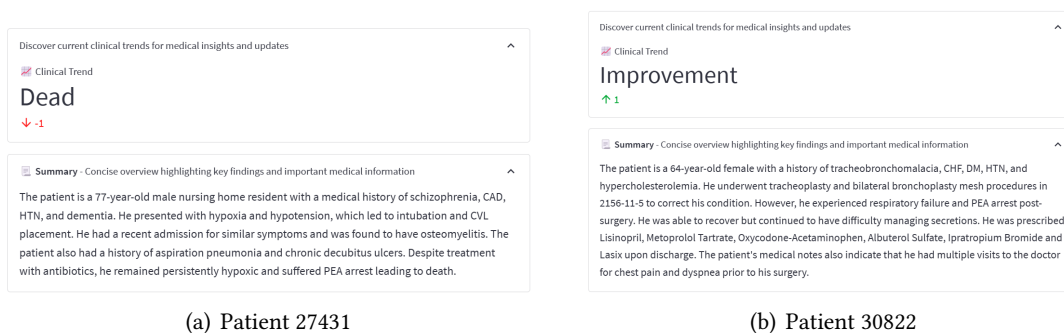 Discover current clinical trends for medical insights and updates
Clinical Trend
Dead
-1
Summary - Concise overview highlighting key findings and important medical information
The patient is a 77-year-old male nursing home resident with a medical history of schizophrenia, CAD,
HTN, and dementia. He presented with hypoxia and hypotension, which led to intubation and CVL
placement. He had a recent admission for similar symptoms and was found to have osteomyelitis. The
patient also had a history of aspiration pneumonia and chronic decubitus ulcers. Despite treatment
with antibiotics, he remained persistently hypoxic and suffered PEA arrest leading to death.
(a) Patient 27431
Discover current clinical trends for medical insights and updates
Clinical Trend
Improvement
1
Summary - Concise overview highlighting key findings and important medical information
The patient is a 64-year-old female with a history of tracheobronchomalacia, CHF, DM, HTN, and
hypercholesterolemia. He underwent tracheoplasty and bilateral bronchoplasty mesh procedures in
2156-11-5 to correct his condition. However, he experienced respiratory failure and PEA arrest post-
surgery. He was able to recover but continued to have difficulty managing secretions. He was prescribed
Lisinopril, Metoprolol Tartrate, Oxycodone-Acetaminophen, Albuterol Sulfate, Ipratropium Bromide and
Lasix upon discharge. The patient's medical notes also indicate that he had multiple visits to the doctor
for chest pain and dyspnea prior to his surgery.
(b) Patient 30822